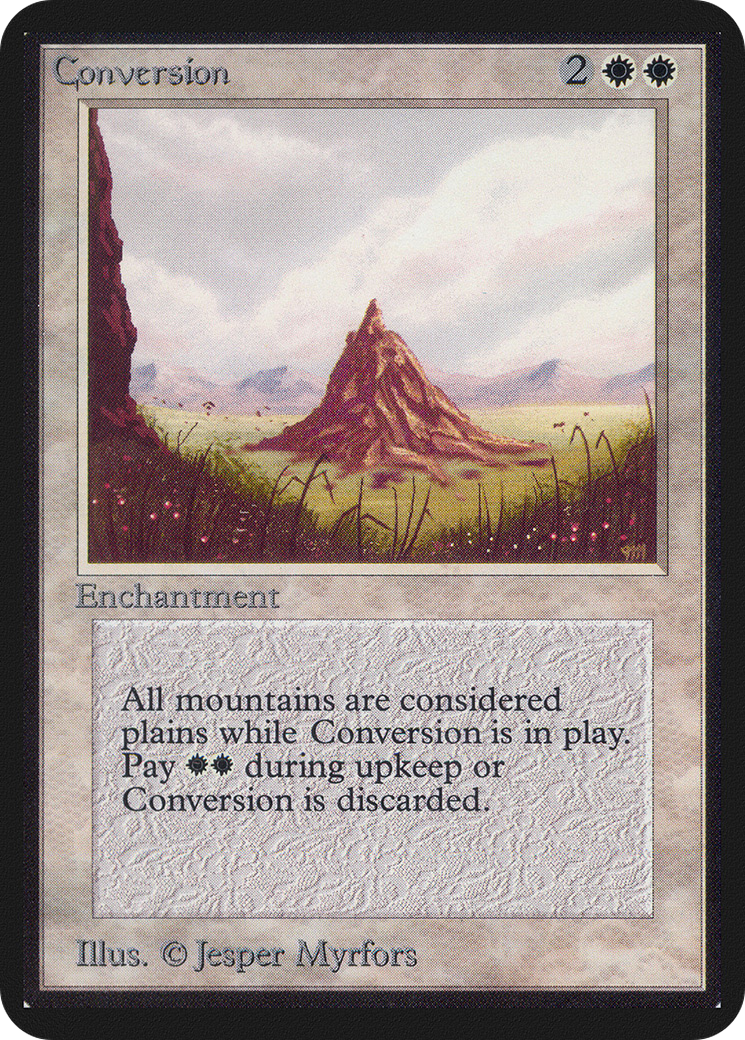 Conversion 2
Enchantment
All mountains are considered
plains while Conversion is in play.
Pay during upkeep or
Conversion is discarded.
Illus. © Jesper Myrfors